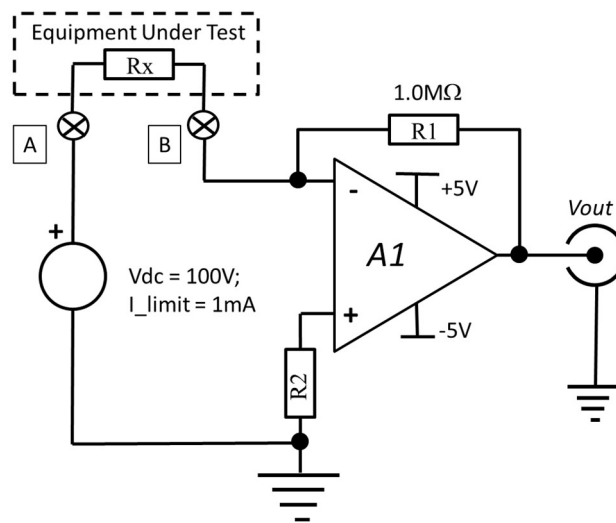 Equipment Under Test
Rx
A
B
1.0MΩ
R1
+5V
Vout
-
A1
+
Vdc = 100V;
I_limit = 1mA
+
-5V
R2